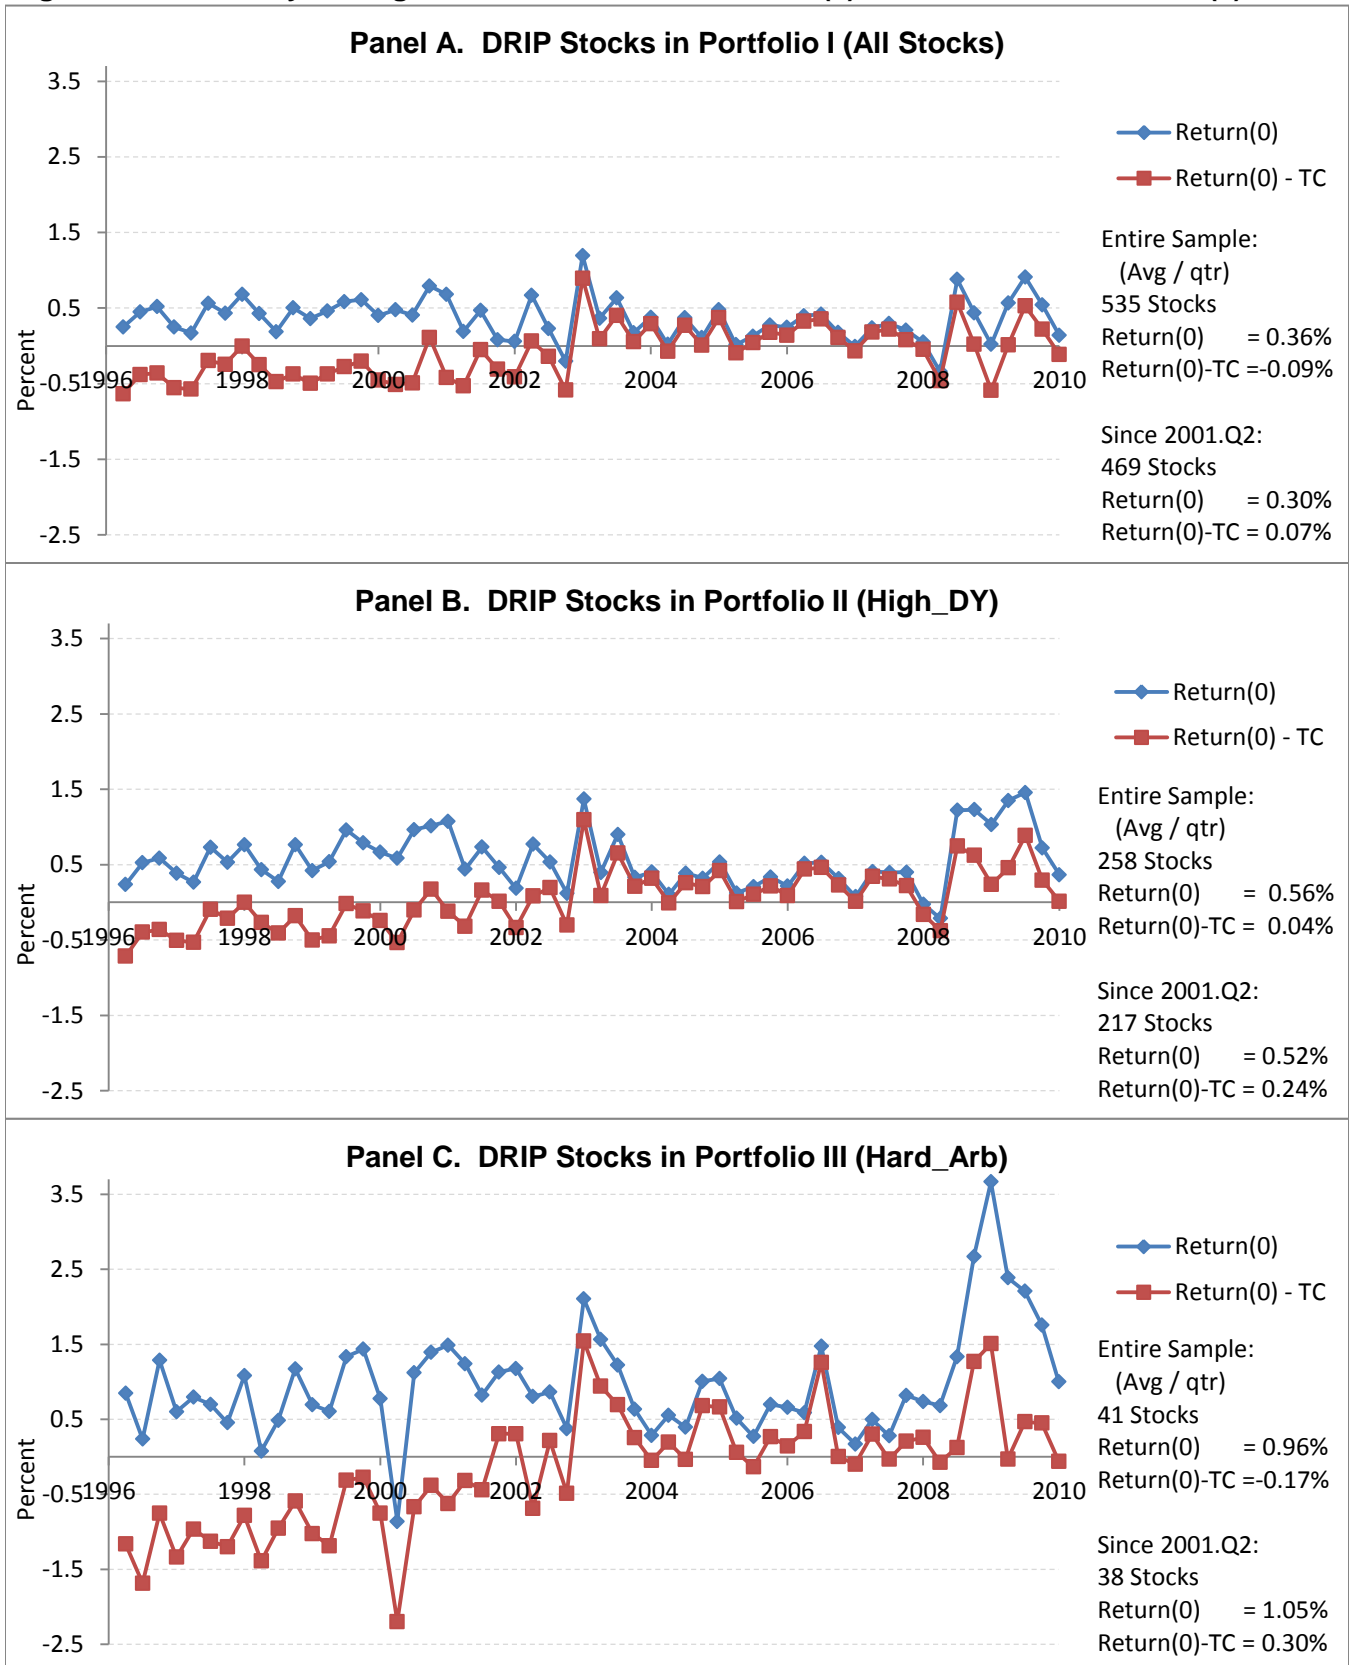 Panel A.  DRIP Stocks in Portfolio I (All Stocks)
3.5
2.5
1.5
0.5
-0.5
-1.5
-2.5
Percent
1996
1998
2000
2002
2004
2006
2008
2010
Return(0)
Return(0) - TC
Entire Sample:
(Avg / qtr)
535 Stocks
Return(0) = 0.36%
Return(0)-TC =-0.09%
Since 2001.Q2:
469 Stocks
Return(0) = 0.30%
Return(0)-TC = 0.07%
Panel B.  DRIP Stocks in Portfolio II (High_DY)
3.5
2.5
1.5
0.5
-0.5
-1.5
-2.5
Percent
1996
1998
2000
2002
2004
2006
2008
2010
Return(0)
Return(0) - TC
Entire Sample:
(Avg / qtr)
258 Stocks
Return(0) = 0.56%
Return(0)-TC = 0.04%
Since 2001.Q2:
217 Stocks
Return(0) = 0.52%
Return(0)-TC = 0.24%
Panel C.  DRIP Stocks in Portfolio III (Hard_Arb)
3.5
2.5
1.5
0.5
-0.5
-1.5
-2.5
Percent
1996
1998
2000
2002
2004
2006
2008
2010
Return(0)
Return(0) - TC
Entire Sample:
(Avg / qtr)
41 Stocks
Return(0) = 0.96%
Return(0)-TC =-0.17%
Since 2001.Q2:
38 Stocks
Return(0) = 1.05%
Return(0)-TC = 0.30%